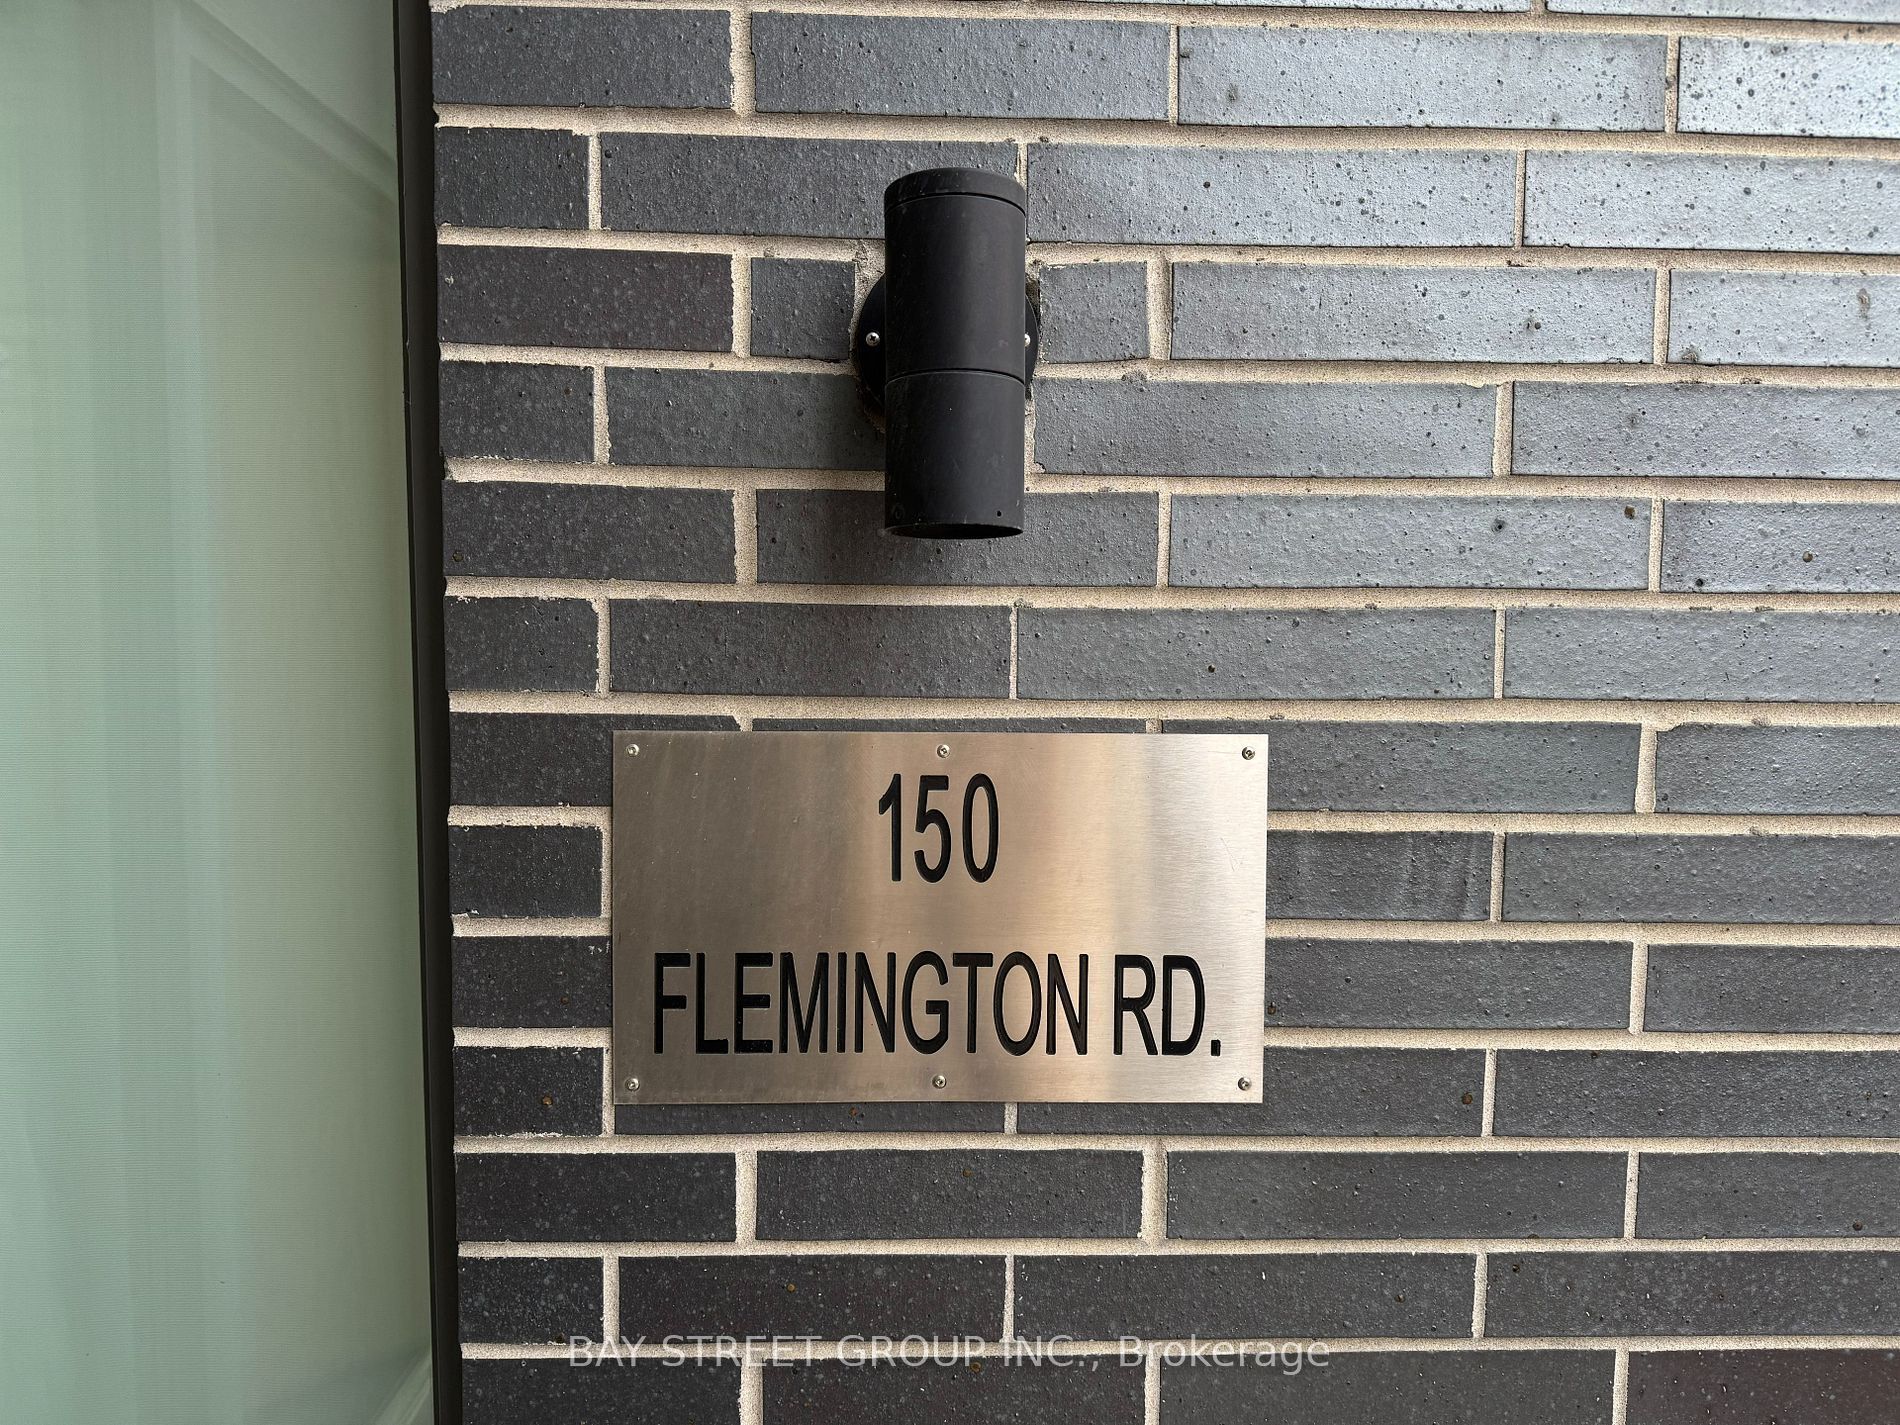 150
FLEMINGTON RD.
BAY STREET GROUP INC., Brokerage